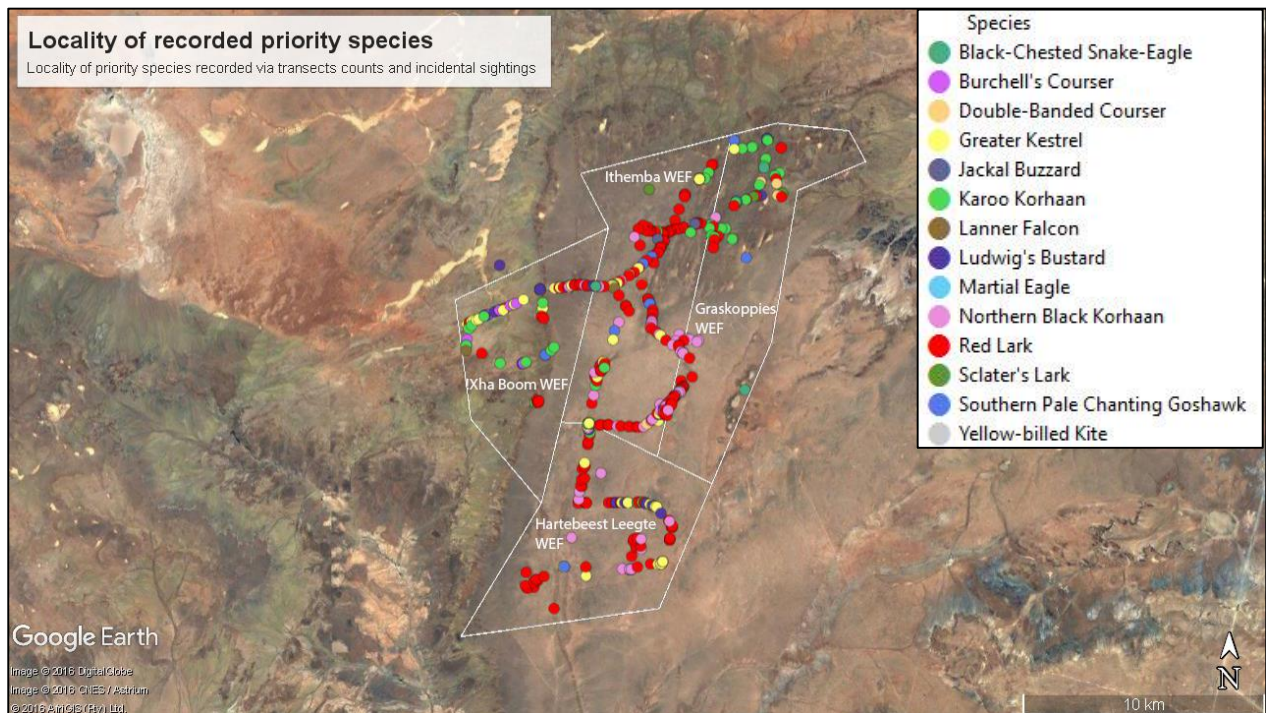 Locality of recorded priority species
Locality of priority species recorded via transects counts and incidental sightings
Species
Black-Chested Snake-Eagle
Burchell's Courser
Double-Banded Courser
Greater Kestrel
Jackal Buzzard
Karoo Korhaan
Lanner Falcon
Ludwig's Bustard
Martial Eagle
Northern Black Korhaan
Red Lark
Sclater's Lark
Southern Pale Chanting Goshawk
Yellow-billed Kite
Ithemba WEF
Graskoppies
WEF
!Xha Boom WEF
Hartebeest Leegte
WEF
Google Earth
Image © 2016 DigitalGlobe
Image © 2016 CNES / Astrium
© 2016 AfriGIS (Pty) Ltd.
N
10 km